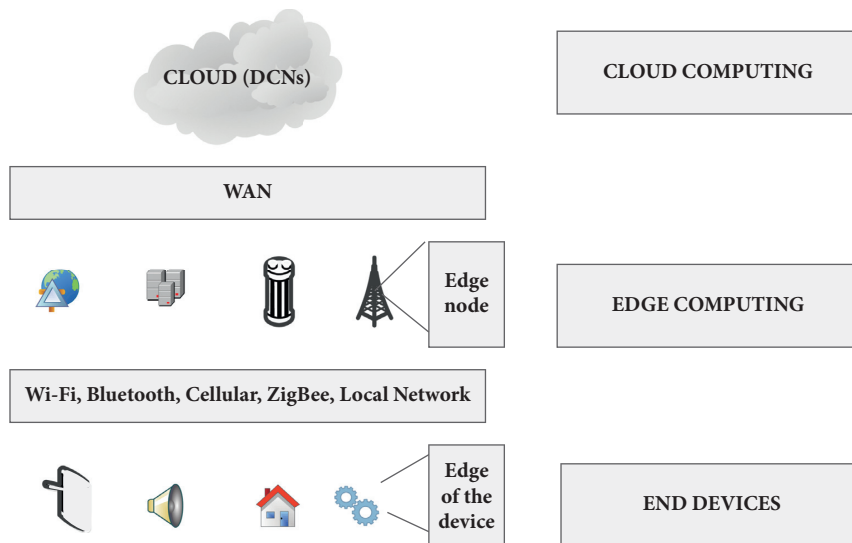 CLOUD (DCNs)
CLOUD COMPUTING
WAN
Edge
node
EDGE COMPUTING
Wi-Fi, Bluetooth, Cellular, ZigBee, Local Network
Edge
of the
device
END DEVICES